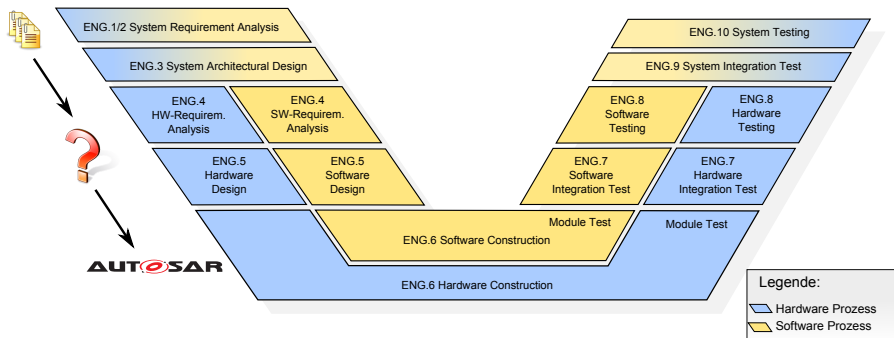 ENG.1/2 System Requirement Analysis
ENG.10 System Testing
ENG.3 System Architectural Design
ENG.9 System Integration Test
ENG.4
HW-Requirem.
Analysis
ENG.4
SW-Requirem.
Analysis
ENG.8
Software
Testing
ENG.8
Hardware
Testing
?
ENG.5
Hardware
Design
ENG.5
Software
Design
ENG.7
Software
Integration Test
ENG.7
Hardware
Integration Test
Module Test
Module Test
ENG.6 Software Construction
AUTOSAR
ENG.6 Hardware Construction
Legende:
Hardware Prozess
Software Prozess